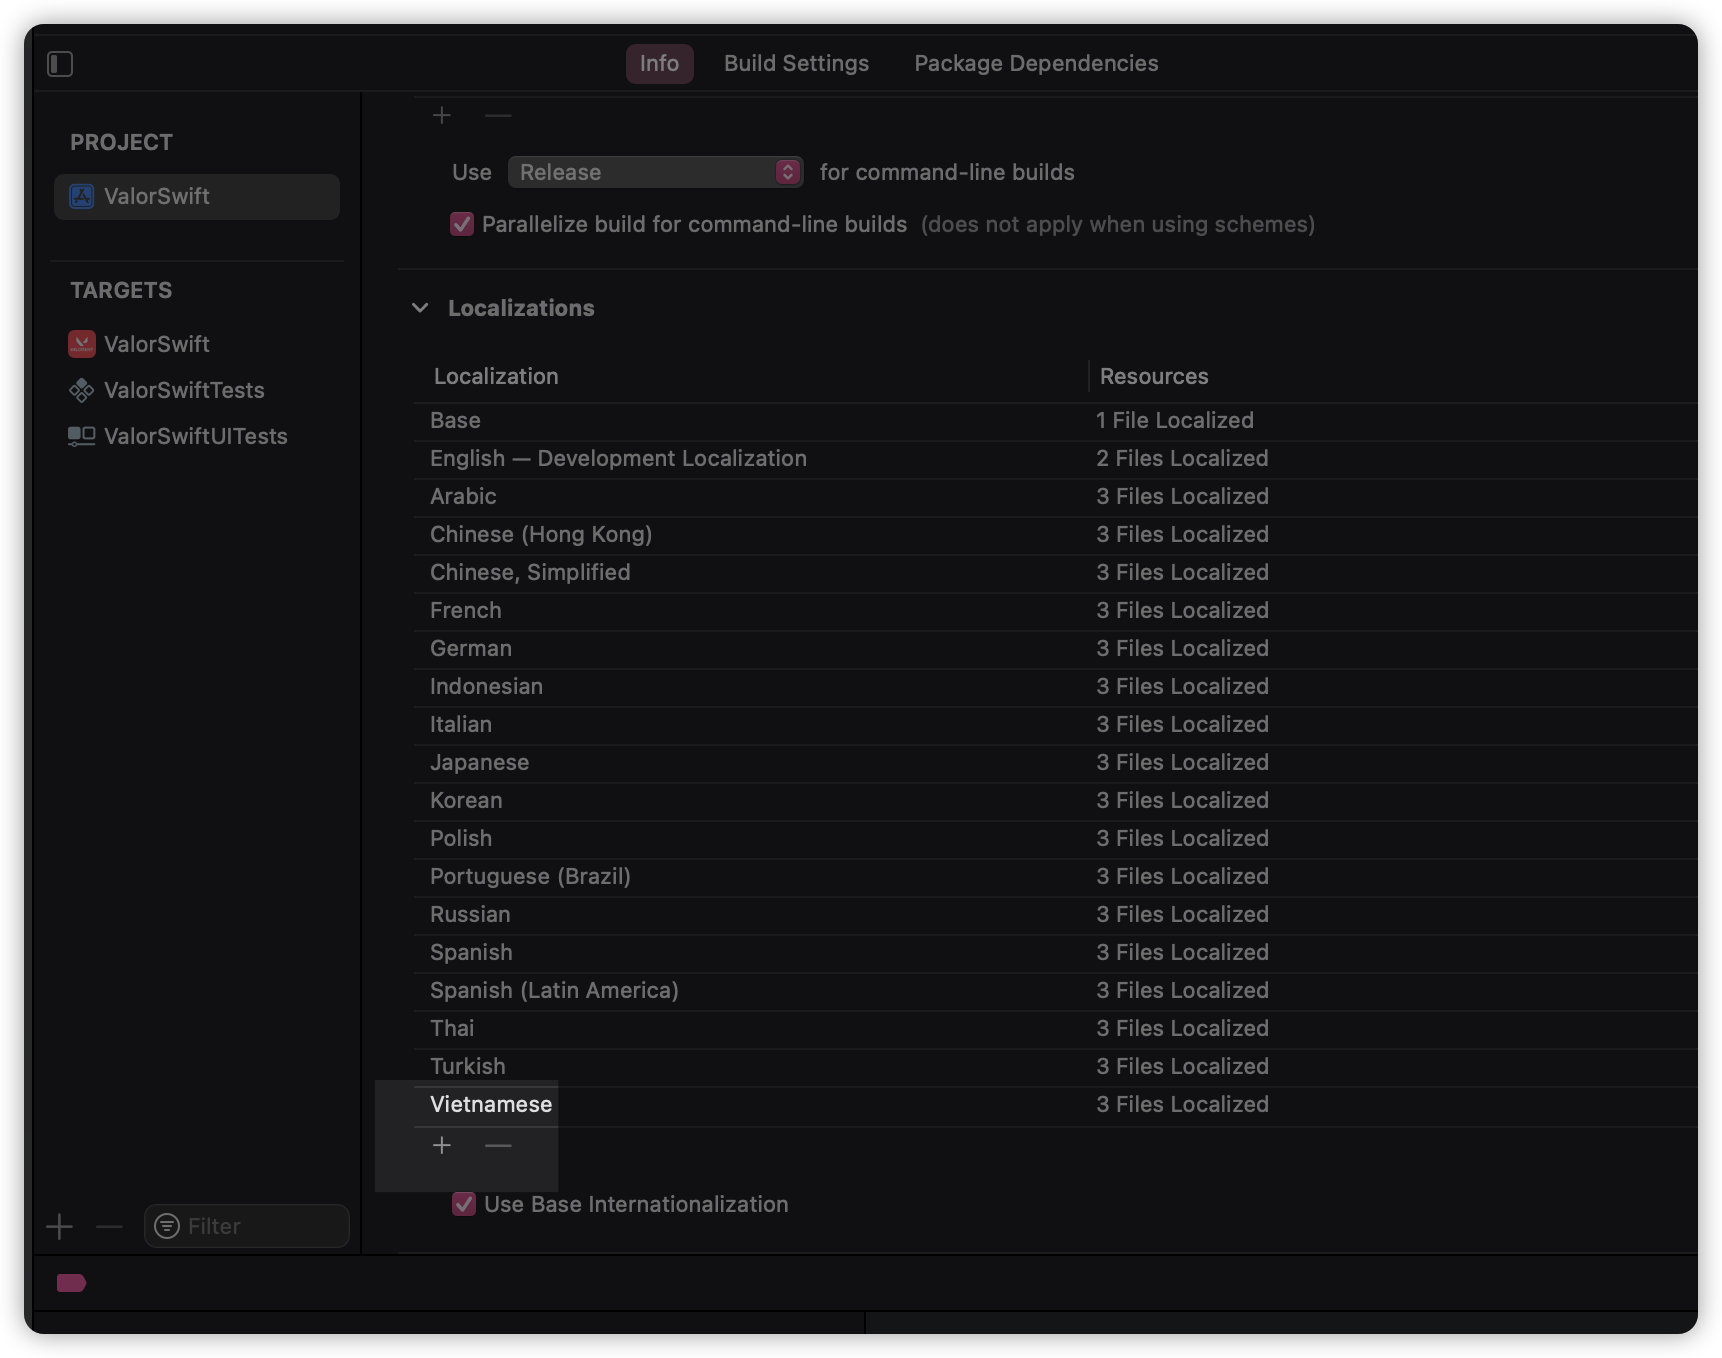 Info Build Settings Package Dependencies
PROJECT
ValorSwift
TARGETS
ValorSwift
ValorSwiftTests
ValorSwiftUITests
Filter
Use Release for command-line builds
Parallelize build for command-line builds (does not apply when using schemes)
Localizations
Localization Resources
Base 1 File Localized
English — Development Localization 2 Files Localized
Arabic 3 Files Localized
Chinese (Hong Kong) 3 Files Localized
Chinese, Simplified 3 Files Localized
French 3 Files Localized
German 3 Files Localized
Indonesian 3 Files Localized
Italian 3 Files Localized
Japanese 3 Files Localized
Korean 3 Files Localized
Polish 3 Files Localized
Portuguese (Brazil) 3 Files Localized
Russian 3 Files Localized
Spanish 3 Files Localized
Spanish (Latin America) 3 Files Localized
Thai 3 Files Localized
Turkish 3 Files Localized
Vietnamese 3 Files Localized
Use Base Internationalization